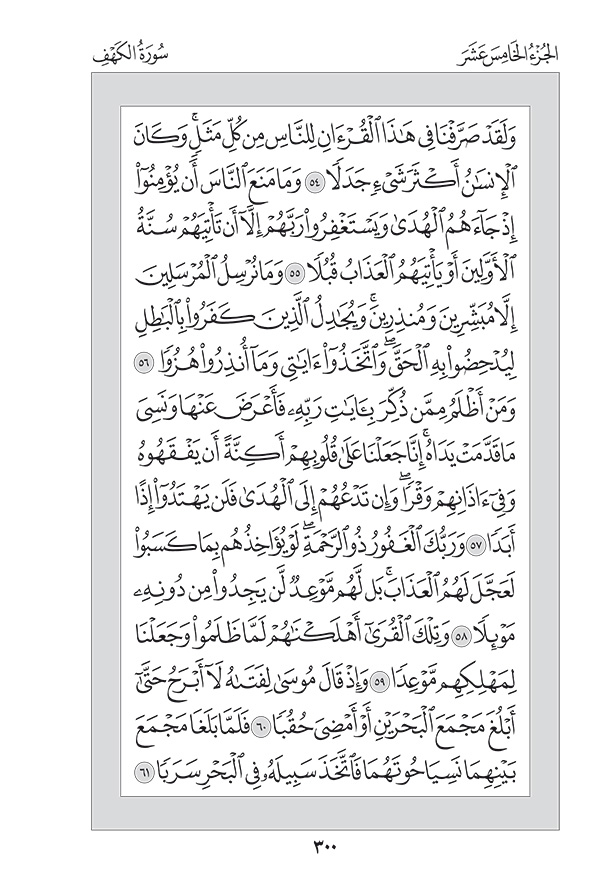 الجُزْءُ الخَامِسَ عَشَرَ
سُورَةُ الكَهْفِ
وَلَقَدْ صَرَّفْنَا فِي هَٰذَا ٱلْقُرْءَانِ لِلنَّاسِ مِن كُلِّ مَثَلٍۚ وَكَانَ
ٱلْإِنسَٰنُ أَكْثَرَ شَىْءٍ جَدَلًا ٥٤ وَمَا مَنَعَ ٱلنَّاسَ أَن يُؤْمِنُوٓا۟
إِذْ جَآءَهُمُ ٱلْهُدَىٰ وَيَسْتَغْفِرُوا۟ رَبَّهُمْ إِلَّآ أَن تَأْتِيَهُمْ سُنَّةُ
ٱلْأَوَّلِينَ أَوْ يَأْتِيَهُمُ ٱلْعَذَابُ قُبُلًا ٥٥ وَمَا نُرْسِلُ ٱلْمُرْسَلِينَ
إِلَّا مُبَشِّرِينَ وَمُنذِرِينَۚ وَيُجَٰدِلُ ٱلَّذِينَ كَفَرُوا۟ بِٱلْبَٰطِلِ
لِيُدْحِضُوا۟ بِهِ ٱلْحَقَّۖ وَٱتَّخَذُوٓا۟ ءَايَٰتِى وَمَآ أُنذِرُوا۟ هُزُوًا ٥٦
وَمَنْ أَظْلَمُ مِمَّن ذُكِّرَ بِـَٔايَٰتِ رَبِّهِۦ فَأَعْرَضَ عَنْهَا وَنَسِىَ
مَا قَدَّمَتْ يَدَاهُۚ إِنَّا جَعَلْنَا عَلَىٰ قُلُوبِهِمْ أَكِنَّةً أَن يَفْقَهُوهُ
وَفِىٓ ءَاذَانِهِمْ وَقْرًاۖ وَإِن تَدْعُهُمْ إِلَى ٱلْهُدَىٰ فَلَن يَهْتَدُوٓا۟ إِذًا
أَبَدًا ٥٧ وَرَبُّكَ ٱلْغَفُورُ ذُو ٱلرَّحْمَةِۖ لَوْ يُؤَاخِذُهُم بِمَا كَسَبُوا۟
لَعَجَّلَ لَهُمُ ٱلْعَذَابَۚ بَل لَّهُم مَّوْعِدٌ لَّن يَجِدُوا۟ مِن دُونِهِۦ
مَوْئِلًا ٥٨ وَتِلْكَ ٱلْقُرَىٰٓ أَهْلَكْنَٰهُمْ لَمَّا ظَلَمُوا۟ وَجَعَلْنَا
لِمَهْلِكِهِم مَّوْعِدًا ٥٩ وَإِذْ قَالَ مُوسَىٰ لِفَتَىٰهُ لَآ أَبْرَحُ حَتَّىٰٓ
أَبْلُغَ مَجْمَعَ ٱلْبَحْرَيْنِ أَوْ أَمْضِىَ حُقُبًا ٦٠ فَلَمَّا بَلَغَا مَجْمَعَ
بَيْنِهِمَا نَسِيَا حُوتَهُمَا فَٱتَّخَذَ سَبِيلَهُۥ فِى ٱلْبَحْرِ سَرَبًا ٦١
٣٠٠